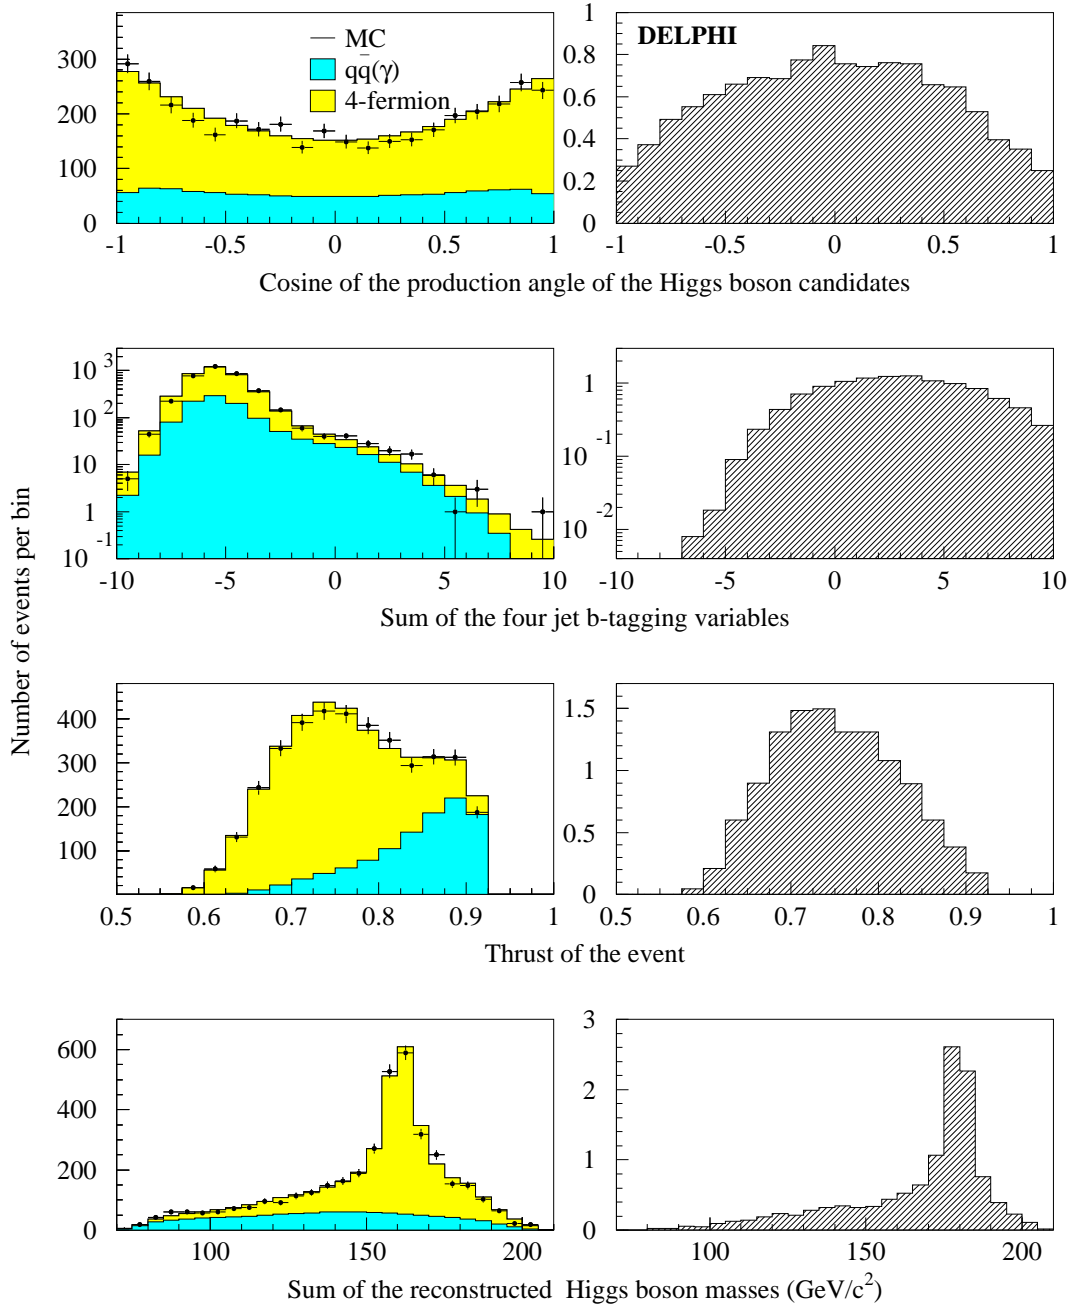 MC
qq̄(γ)
4-fermion
DELPHI
300
200
100
0
-1 -0.5 0 0.5 1
1
0.8
0.6
0.4
0.2
0
-1 -0.5 0 0.5 1
Cosine of the production angle of the Higgs boson candidates
10³
10²
10
1
10⁻¹
-10 -5 0 5 10
1
10⁻¹
10⁻²
-10 -5 0 5 10
Sum of the four jet b-tagging variables
Number of events per bin
400
300
200
100
0.5 0.6 0.7 0.8 0.9 1
1.5
1
0.5
0
0.5 0.6 0.7 0.8 0.9 1
Thrust of the event
600
400
200
0
100 150 200
3
2
1
0
100 150 200
Sum of the reconstructed Higgs boson masses (GeV/c²)